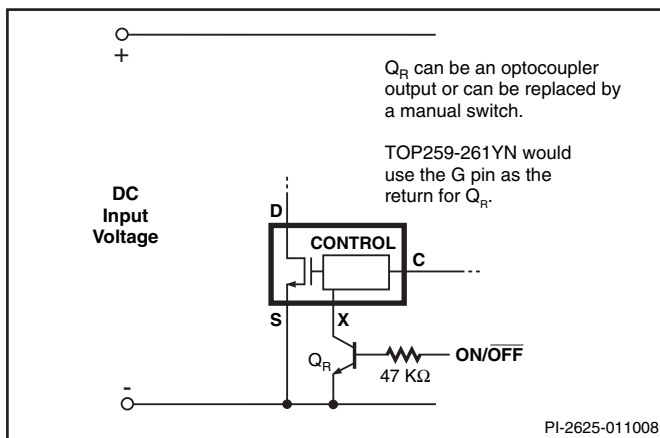 +
Q_R can be an optocoupler
output or can be replaced by
a manual switch.
TOP259-261YN would
use the G pin as the
return for Q_R.
DC
Input
Voltage
D
CONTROL
C
S
X
Q_R
47 KΩ
ON/O̅F̅F̅
-
PI-2625-011008